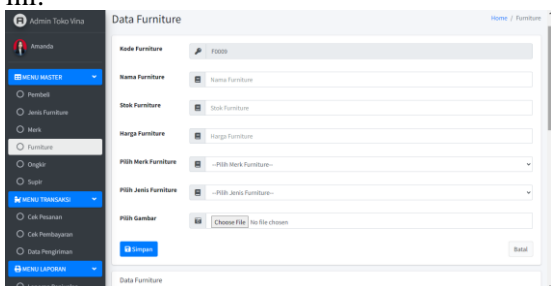 Admin Toko Vina
Data Furniture
Home / Furniture
Amanda
MENU MASTER
Pembeli
Jenis Furniture
Merk
Furniture
Ongkir
Supir
MENU TRANSAKSI
Cek Pesanan
Cek Pembayaran
Data Pengiriman
MENU LAPORAN
Kode Furniture
F0009
Nama Furniture
Nama Furniture
Stok Furniture
Stok Furniture
Harga Furniture
Harga Furniture
Pilih Merk Furniture
--Pilih Merk Furniture--
Pilih Jenis Furniture
--Pilih Jenis Furniture--
Pilih Gambar
Choose File No file chosen
Simpan
Batal
Data Furniture